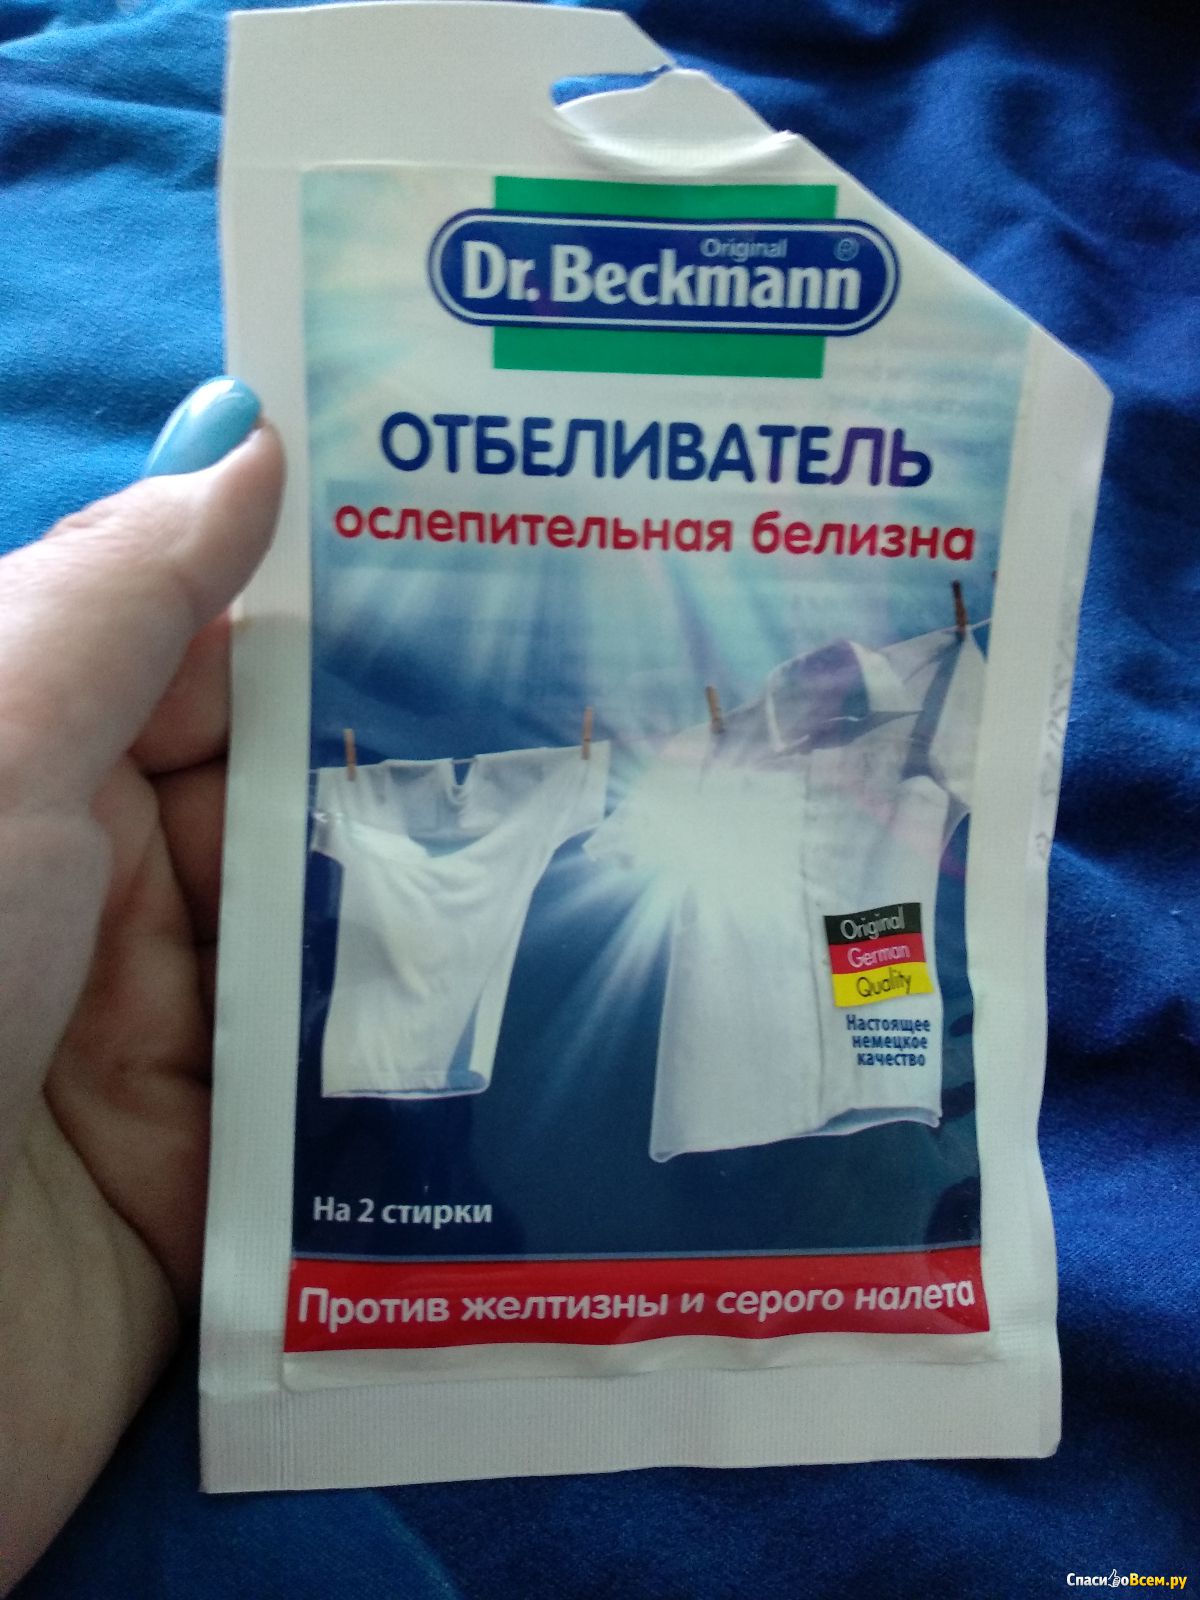 Original ®
Dr. Beckmann
ОТБЕЛИВАТЕЛЬ
ослепительная белизна
Original
German
Quality
Настоящее
немецкое
качество
На 2 стирки
Против желтизны и серого налета
СпасибоВсем.ру